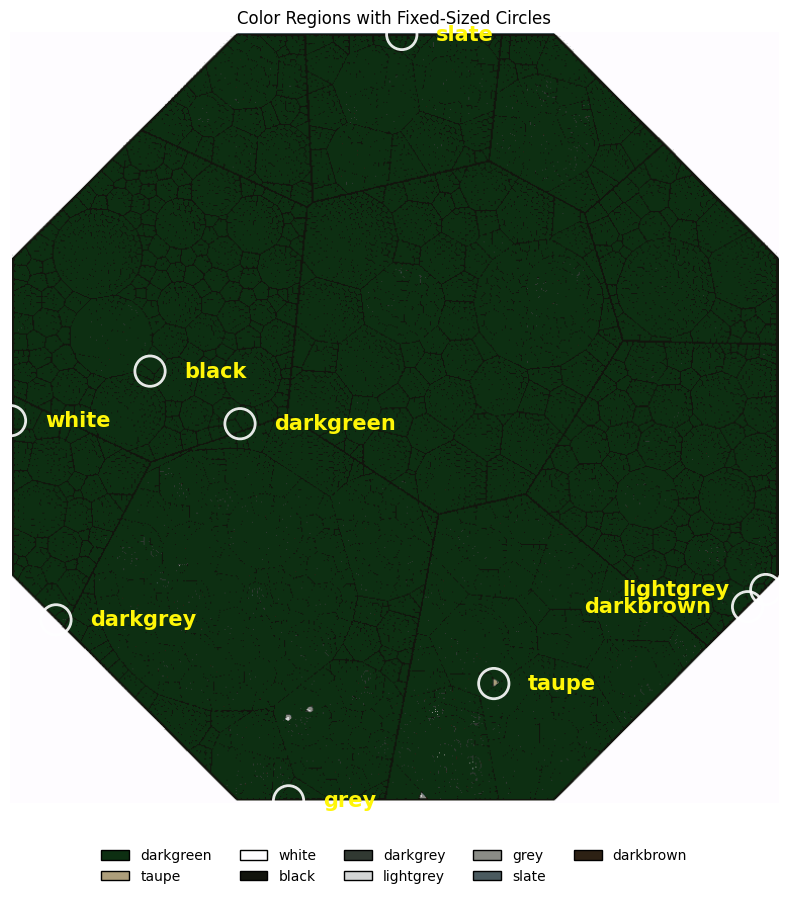 Color Regions with Fixed-Sized Circles
slate
black
white
darkgreen
lightgrey
darkbrown
darkgrey
taupe
grey
darkgreen white darkgrey grey darkbrown
taupe black lightgrey slate